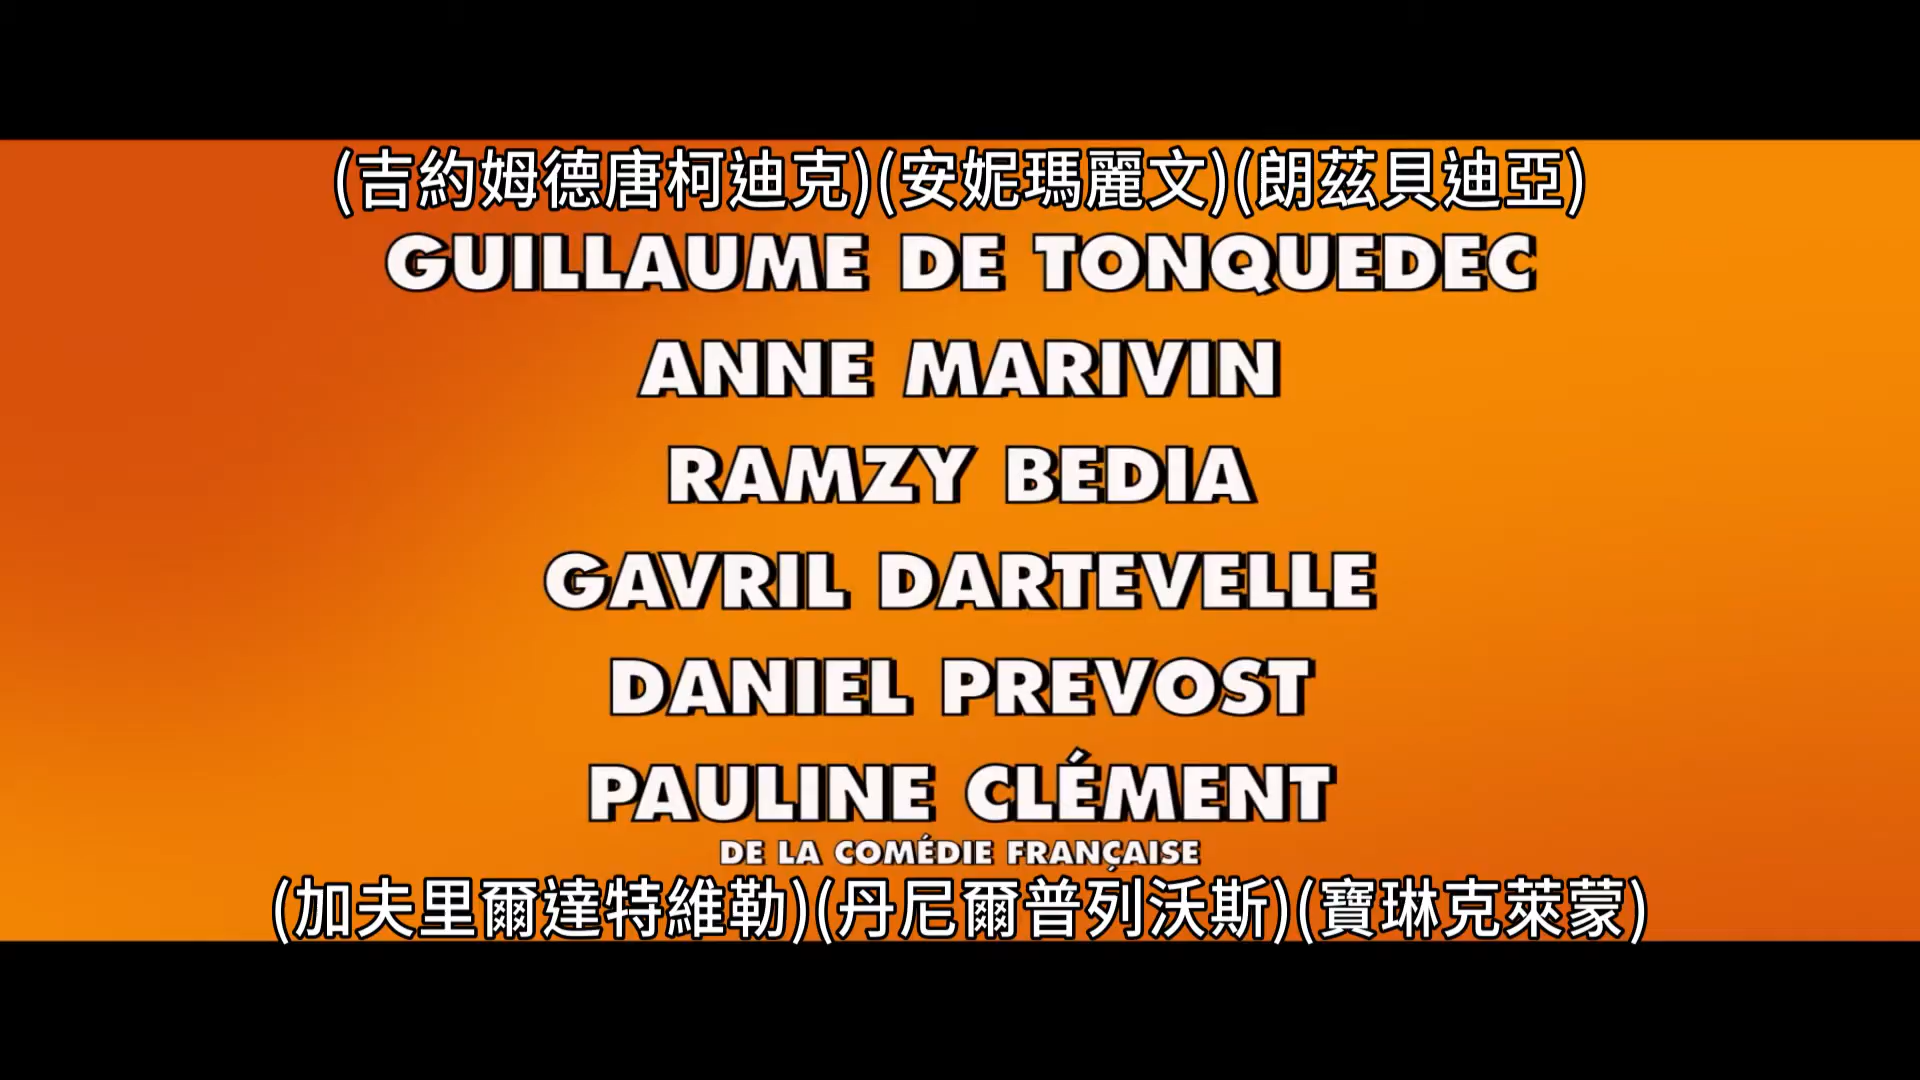 (吉約姆德唐柯迪克)(安妮瑪麗文)(朗茲貝迪亞)
GUILLAUME DE TONQUEDEC
ANNE MARIVIN
RAMZY BEDIA
GAVRIL DARTEVELLE
DANIEL PREVOST
PAULINE CLÉMENT
DE LA COMÉDIE FRANÇAISE
(加夫里爾達特維勒)(丹尼爾普列沃斯)(寶琳克萊蒙)